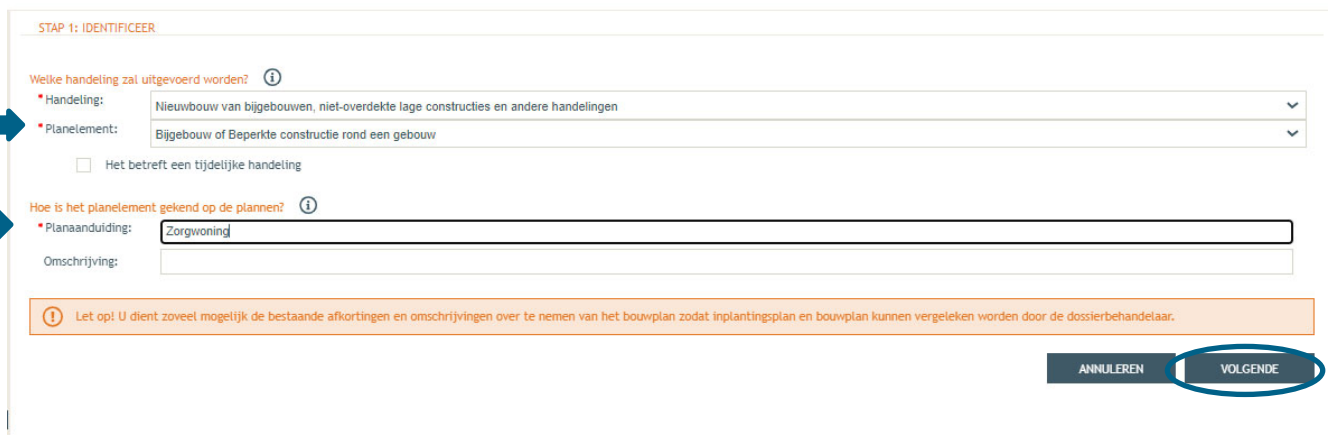 STAP 1: IDENTIFICEER
Welke handeling zal uitgevoerd worden? i
* Handeling: Nieuwbouw van bijgebouwen, niet-overdekte lage constructies en andere handelingen
* Planelement: Bijgebouw of Beperkte constructie rond een gebouw
Het betreft een tijdelijke handeling
Hoe is het planelement gekend op de plannen? i
* Planaanduiding: Zorgwoning
Omschrijving:
! Let op! U dient zoveel mogelijk de bestaande afkortingen en omschrijvingen over te nemen van het bouwplan zodat inplantingsplan en bouwplan kunnen vergeleken worden door de dossierbehandelaar.
ANNULEREN VOLGENDE